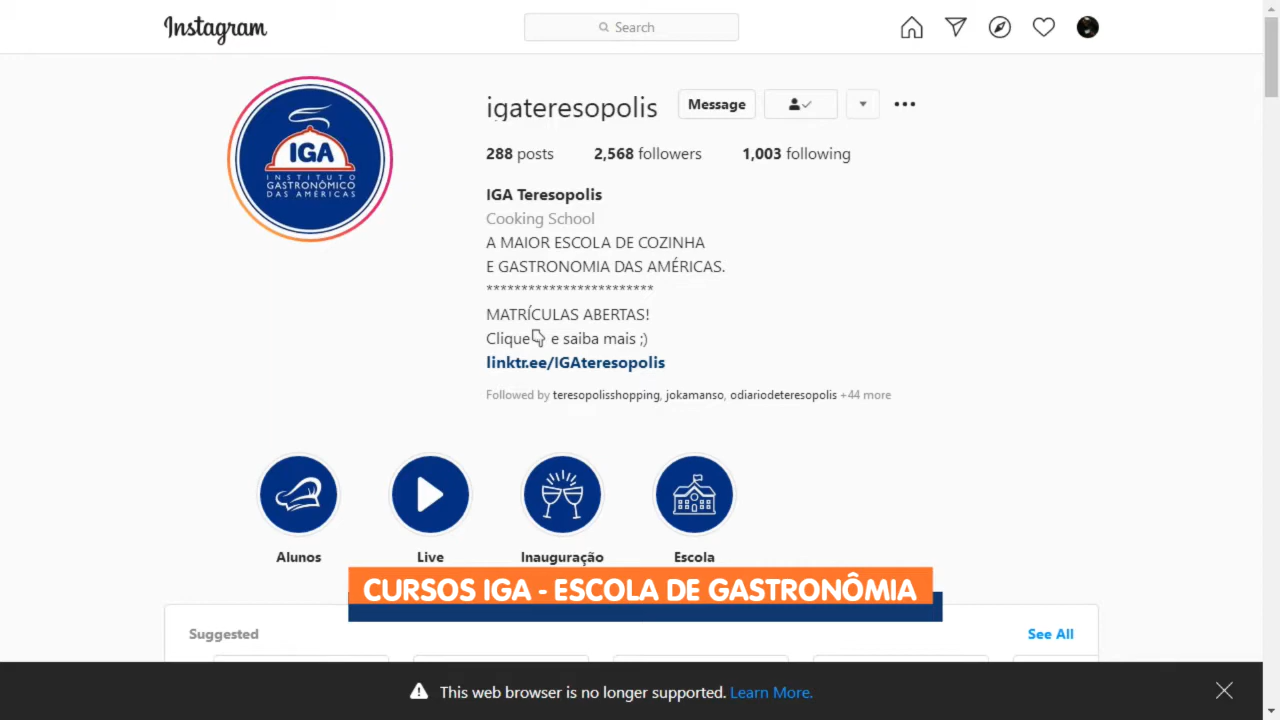 Instagram
Search
IGA
INSTITUTO
GASTRONÔMICO
DAS AMÉRICAS
igateresopolis
Message
288 posts 2,568 followers 1,003 following
IGA Teresopolis
Cooking School
A MAIOR ESCOLA DE COZINHA
E GASTRONOMIA DAS AMÉRICAS.
************************
MATRÍCULAS ABERTAS!
Clique👇 e saiba mais ;)
linktr.ee/IGAteresopolis
Followed by teresopolisshopping, jokamanso, odiariodeteresopolis +44 more
Alunos Live Inauguração Escola
CURSOS IGA - ESCOLA DE GASTRONÔMIA
Suggested See All
This web browser is no longer supported. Learn More.